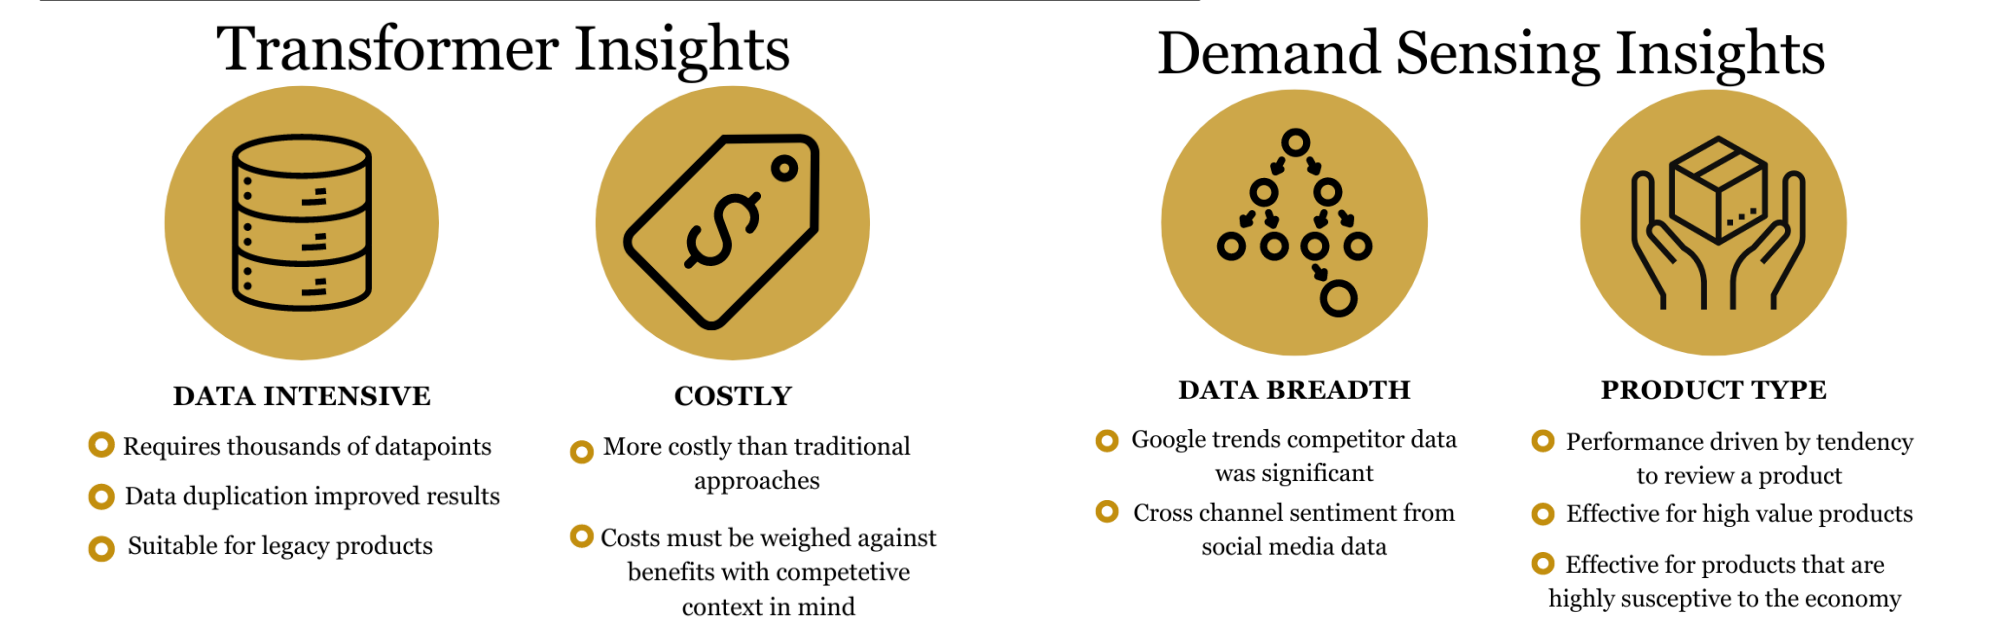 Transformer Insights
DATA INTENSIVE
Requires thousands of datapoints
Data duplication improved results
Suitable for legacy products
COSTLY
More costly than traditional
approaches
Costs must be weighed against
benefits with competetive
context in mind
Demand Sensing Insights
DATA BREADTH
Google trends competitor data
was significant
Cross channel sentiment from
social media data
PRODUCT TYPE
Performance driven by tendency
to review a product
Effective for high value products
Effective for products that are
highly susceptive to the economy